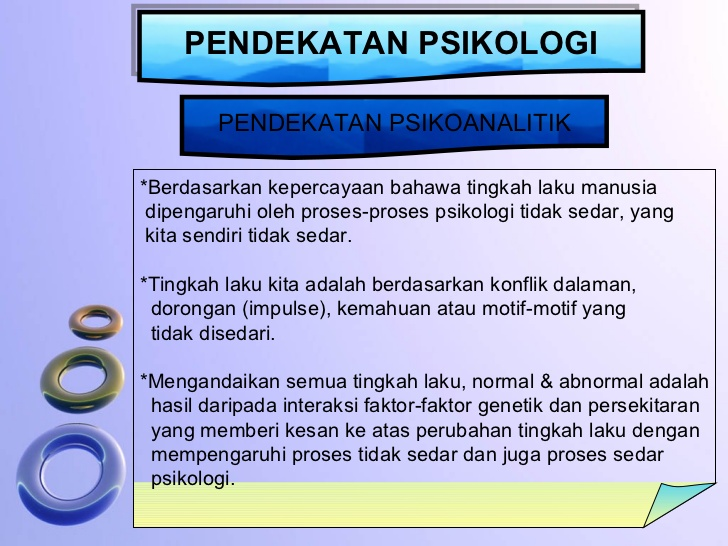 PENDEKATAN PSIKOLOGI
PENDEKATAN PSIKOANALITIK
*Berdasarkan kepercayaan bahawa tingkah laku manusia
dipengaruhi oleh proses-proses psikologi tidak sedar, yang
kita sendiri tidak sedar.
*Tingkah laku kita adalah berdasarkan konflik dalaman,
dorongan (impulse), kemahuan atau motif-motif yang
tidak disedari.
*Mengandaikan semua tingkah laku, normal & abnormal adalah
hasil daripada interaksi faktor-faktor genetik dan persekitaran
yang memberi kesan ke atas perubahan tingkah laku dengan
mempengaruhi proses tidak sedar dan juga proses sedar
psikologi.